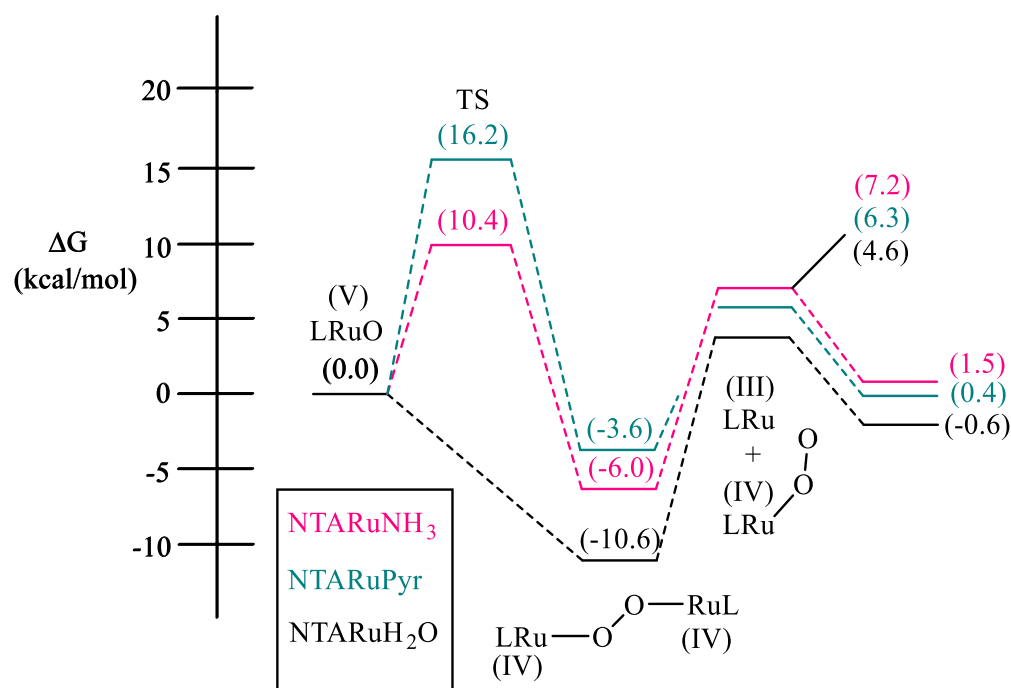 20
15
10
5
0
-5
-10
ΔG
(kcal/mol)
(V)
LRuO
(0.0)
TS
(16.2)
(10.4)
(-3.6)
(-6.0)
(-10.6)
(7.2)
(6.3)
(4.6)
(1.5)
(0.4)
(-0.6)
(III)
LRu
+
(IV)
LRu
O
O
NTARuNH₃
NTARuPyr
NTARuH₂O
LRu
(IV)
O
O
RuL
(IV)